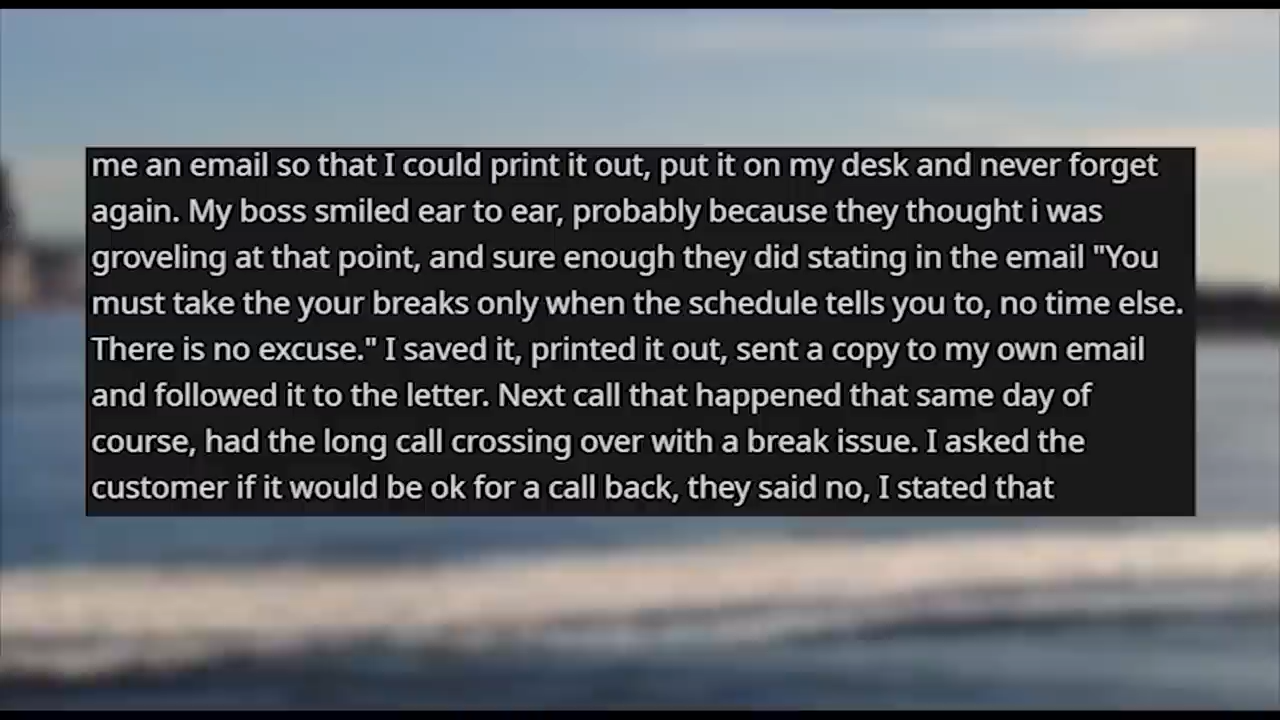 me an email so that I could print it out, put it on my desk and never forget
again. My boss smiled ear to ear, probably because they thought i was
groveling at that point, and sure enough they did stating in the email "You
must take the your breaks only when the schedule tells you to, no time else.
There is no excuse." I saved it, printed it out, sent a copy to my own email
and followed it to the letter. Next call that happened that same day of
course, had the long call crossing over with a break issue. I asked the
customer if it would be ok for a call back, they said no, I stated that